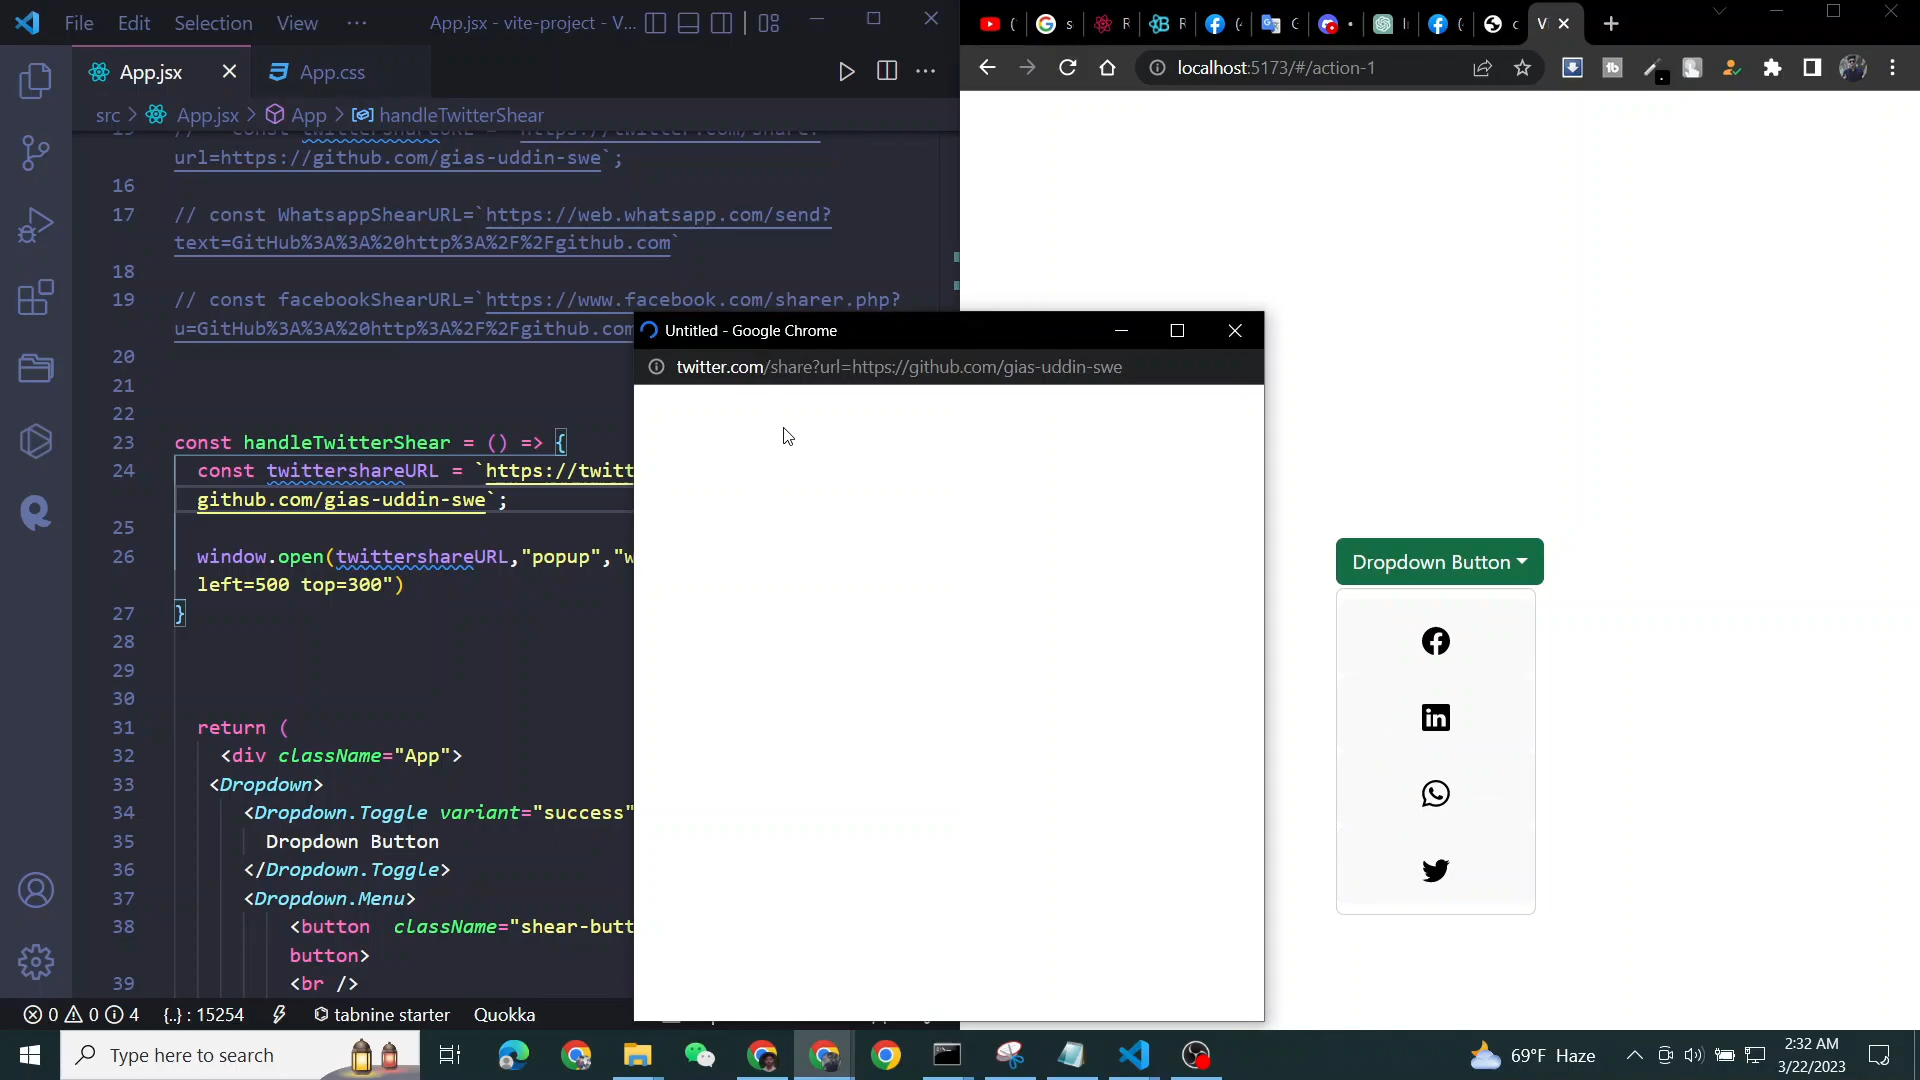 File Edit Selection View ··· App.jsx - vite-project - V...
App.jsx App.css
src > App.jsx > App > handleTwitterShear
url=https://github.com/gias-uddin-swe`;
16
17 // const WhatsappShearURL=`https://web.whatsapp.com/send?
text=GitHub%3A%3A%20http%3A%2F%2Fgithub.com`
18
19 // const facebookShearURL=`https://www.facebook.com/sharer.php?
u=GitHub%3A%3A%20http%3A%2F%2Fgithub.com
20
21
22
23 const handleTwitterShear = () => {
24 const twittershareURL = `https://twitt
github.com/gias-uddin-swe`;
25
26 window.open(twittershareURL,"popup","w
left=500 top=300")
27 }
28
29
30
31 return (
32 <div className="App">
33 <Dropdown>
34 <Dropdown.Toggle variant="success"
35 Dropdown Button
36 </Dropdown.Toggle>
37 <Dropdown.Menu>
38 <button className="shear-butt
button>
39 <br />
0 0 4 {..} : 15254 tabnine starter Quokka
localhost:5173/#/action-1
Untitled - Google Chrome
twitter.com/share?url=https://github.com/gias-uddin-swe
Dropdown Button
Type here to search
69°F Haze
2:32 AM
3/22/2023